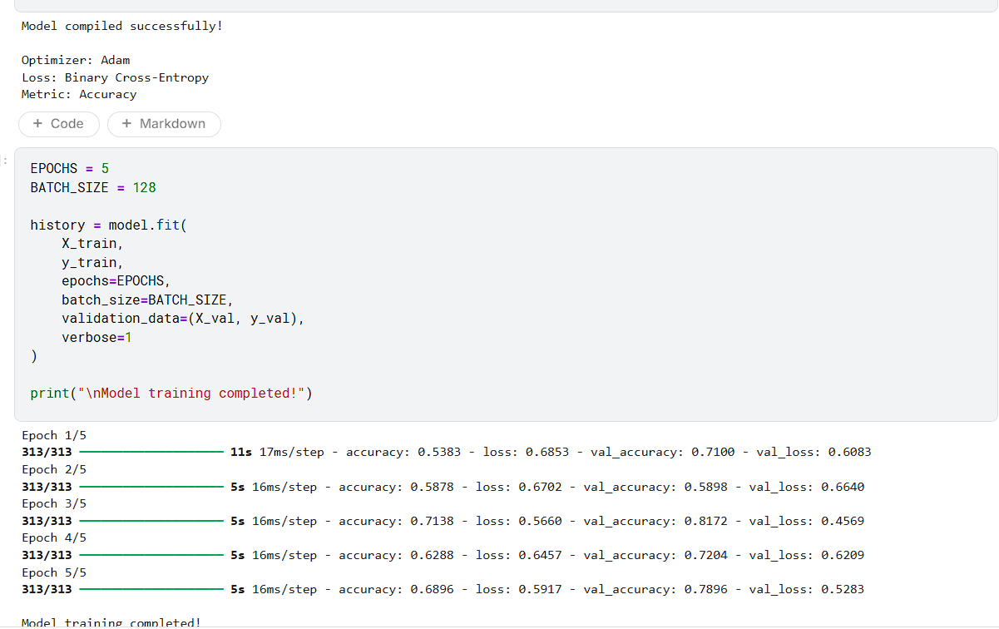 Model compiled successfully!
Optimizer: Adam
Loss: Binary Cross-Entropy
Metric: Accuracy
+ Code + Markdown
]:
EPOCHS = 5
BATCH_SIZE = 128
history = model.fit(
    X_train,
    y_train,
    epochs=EPOCHS,
    batch_size=BATCH_SIZE,
    validation_data=(X_val, y_val),
    verbose=1
)
print("\nModel training completed!")
Epoch 1/5
313/313 ━━━━━━━━━━━━━━━━━━━━ 11s 17ms/step - accuracy: 0.5383 - loss: 0.6853 - val_accuracy: 0.7100 - val_loss: 0.6083
Epoch 2/5
313/313 ━━━━━━━━━━━━━━━━━━━━ 5s 16ms/step - accuracy: 0.5878 - loss: 0.6702 - val_accuracy: 0.5898 - val_loss: 0.6640
Epoch 3/5
313/313 ━━━━━━━━━━━━━━━━━━━━ 5s 16ms/step - accuracy: 0.7138 - loss: 0.5660 - val_accuracy: 0.8172 - val_loss: 0.4569
Epoch 4/5
313/313 ━━━━━━━━━━━━━━━━━━━━ 5s 16ms/step - accuracy: 0.6288 - loss: 0.6457 - val_accuracy: 0.7204 - val_loss: 0.6209
Epoch 5/5
313/313 ━━━━━━━━━━━━━━━━━━━━ 5s 16ms/step - accuracy: 0.6896 - loss: 0.5917 - val_accuracy: 0.7896 - val_loss: 0.5283
Model training completed!